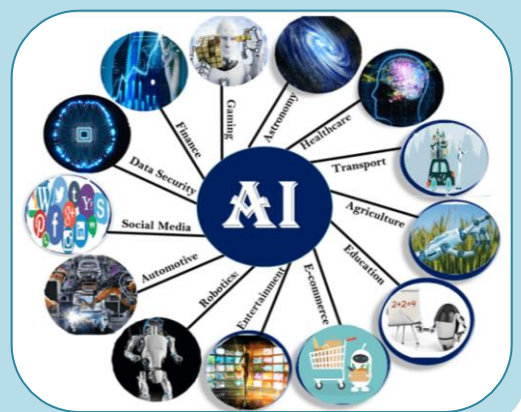 AI
Gaming
Astronomy
Healthcare
Transport
Agriculture
Education
E-commerce
Entertainment
Robotics:
Automotive
Social Media
Data Security
Finance
2+2=4